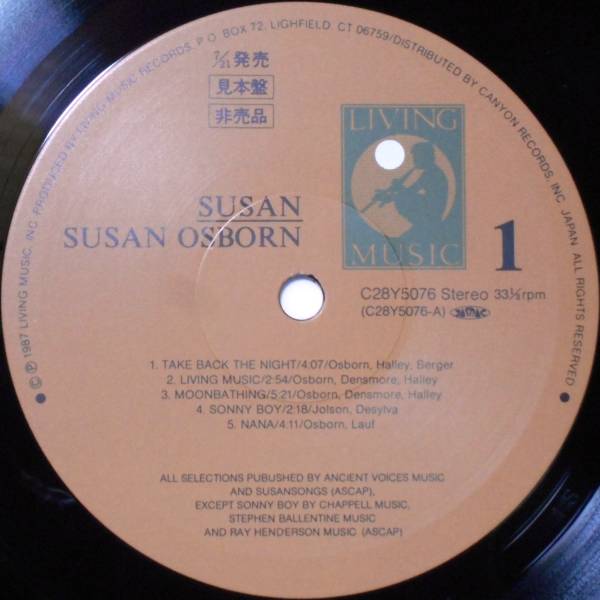 Ⓒ Ⓟ 1987 LIVING MUSIC, INC. PRODUCED BY LIVING MUSIC RECORDS, P.O. BOX 72, LIGHFIELD, CT 06759/DISTRIBUTED BY CANYON RECORDS, INC. JAPAN. ALL RIGHTS RESERVED.
7/21発売
見本盤
非売品
LIVING
MUSIC
SUSAN
SUSAN OSBORN
1
C28Y5076 Stereo 33⅓rpm
(C28Y5076-A)
1. TAKE BACK THE NIGHT/4:07/Osborn, Halley, Berger
2. LIVING MUSIC/2:54/Osborn, Densmore, Halley
3. MOONBATHING/5:21/Osborn, Densmore, Halley
4. SONNY BOY/2:18/Jolson, Desylva
5. NANA/4:11/Osborn, Lauf
ALL SELECTIONS PUBUSHED BY ANCIENT VOICES MUSIC
AND SUSANSONGS (ASCAP),
EXCEPT SONNY BOY BY CHAPPELL MUSIC,
STEPHEN BALLENTINE MUSIC
AND RAY HENDERSON MUSIC (ASCAP)